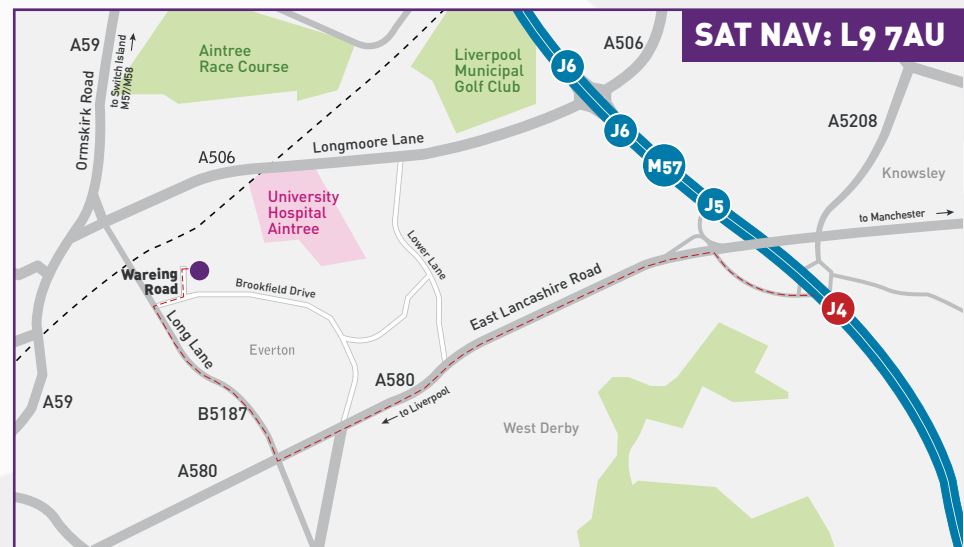 SAT NAV: L9 7AU
A59
to Switch Island
M57/M58
Ormskirk Road
Aintree
Race Course
Liverpool
Municipal
Golf Club
J6
A506
J6
M57
J5
A5208
Knowsley
to Manchester
A506
Longmoore Lane
University
Hospital
Aintree
Lower Lane
Wareing
Road
Brookfield Drive
East Lancashire Road
J4
Long Lane
Everton
A580
to Liverpool
A59
B5187
West Derby
A580